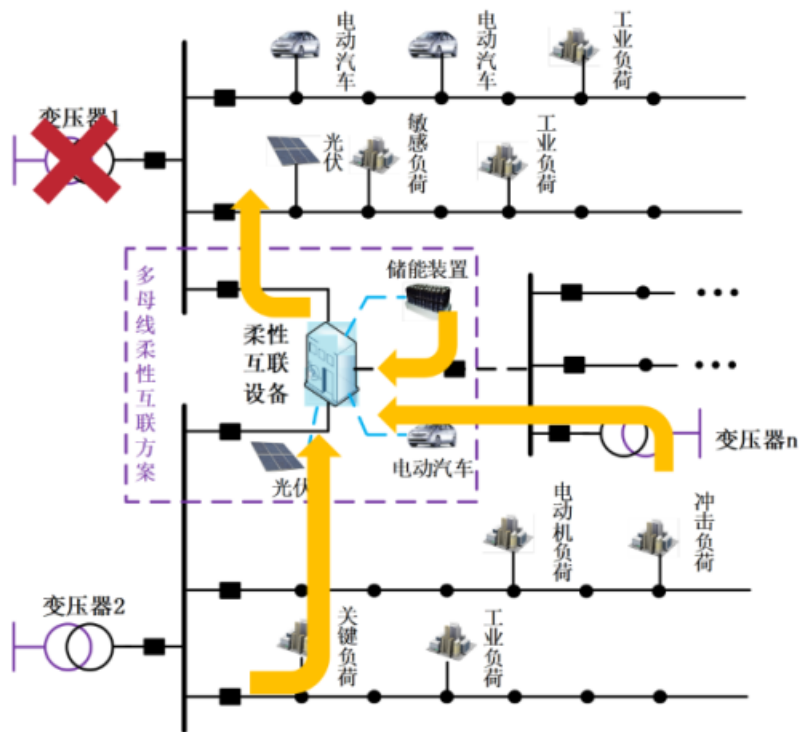 电动汽车
电动汽车
工业负荷
变压器1
光伏
敏感负荷
工业负荷
多母线柔性互联方案
储能装置
柔性
互联
设备
光伏
电动汽车
变压器n
电动机负荷
冲击负荷
变压器2
关键负荷
工业负荷